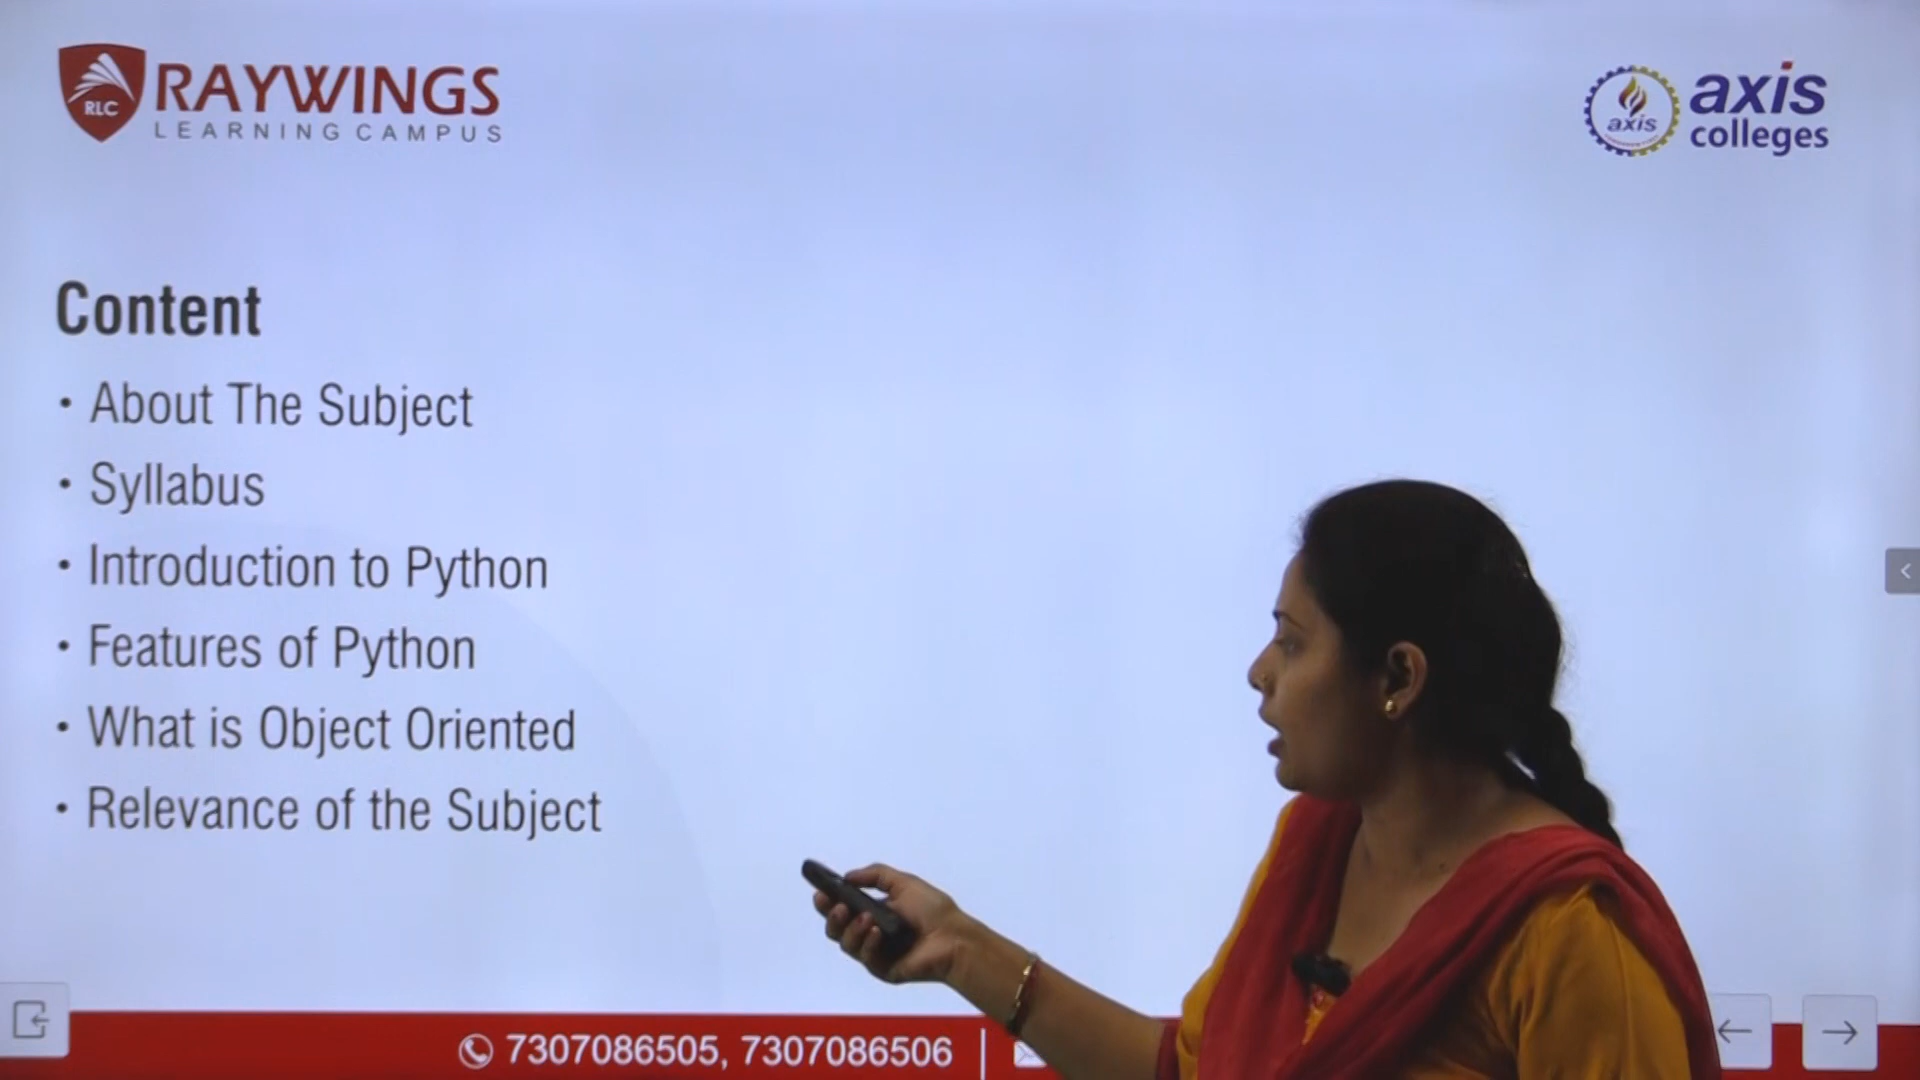 RLC
RAYWINGS
LEARNING CAMPUS
axis
axis
colleges
Content
• About The Subject
• Syllabus
• Introduction to Python
• Features of Python
• What is Object Oriented
• Relevance of the Subject
7307086505, 7307086506